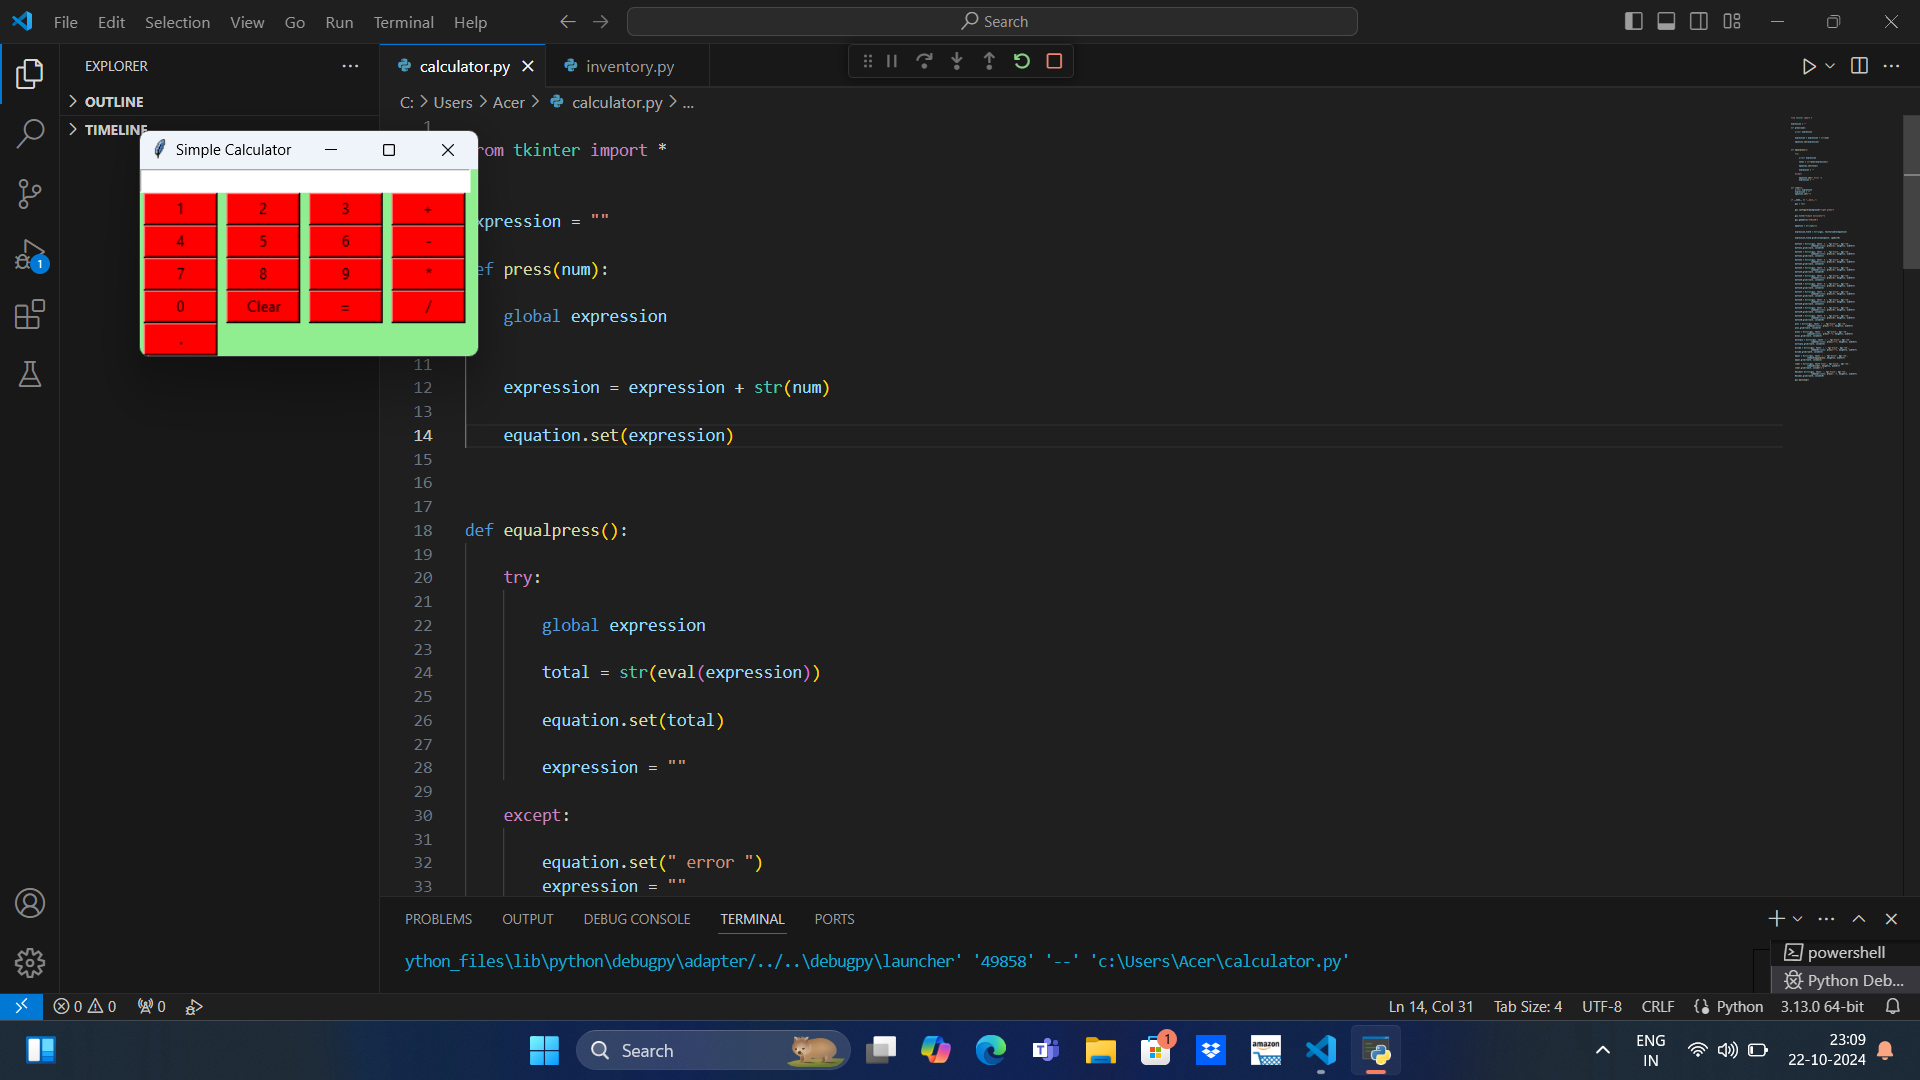 File Edit Selection View Go Run Terminal Help
Search
EXPLORER
calculator.py
inventory.py
OUTLINE
TIMELINE
C: > Users > Acer > calculator.py > ...
Simple Calculator
1 2 3 +
4 5 6 -
7 8 9 *
0 Clear = /
.
1
rom tkinter import *
xpression = ""
ef press(num):
global expression
11
12 expression = expression + str(num)
13
14 equation.set(expression)
15
16
17
18 def equalpress():
19
20 try:
21
22 global expression
23
24 total = str(eval(expression))
25
26 equation.set(total)
27
28 expression = ""
29
30 except:
31
32 equation.set(" error ")
33 expression = ""
1
PROBLEMS OUTPUT DEBUG CONSOLE TERMINAL PORTS
ython_files\lib\python\debugpy\adapter/../..\debugpy\launcher' '49858' '--' 'c:\Users\Acer\calculator.py'
powershell
Python Deb...
0 0 0
Ln 14, Col 31 Tab Size: 4 UTF-8 CRLF Python 3.13.0 64-bit
Search
amazon
1
ENG
IN
23:09
22-10-2024